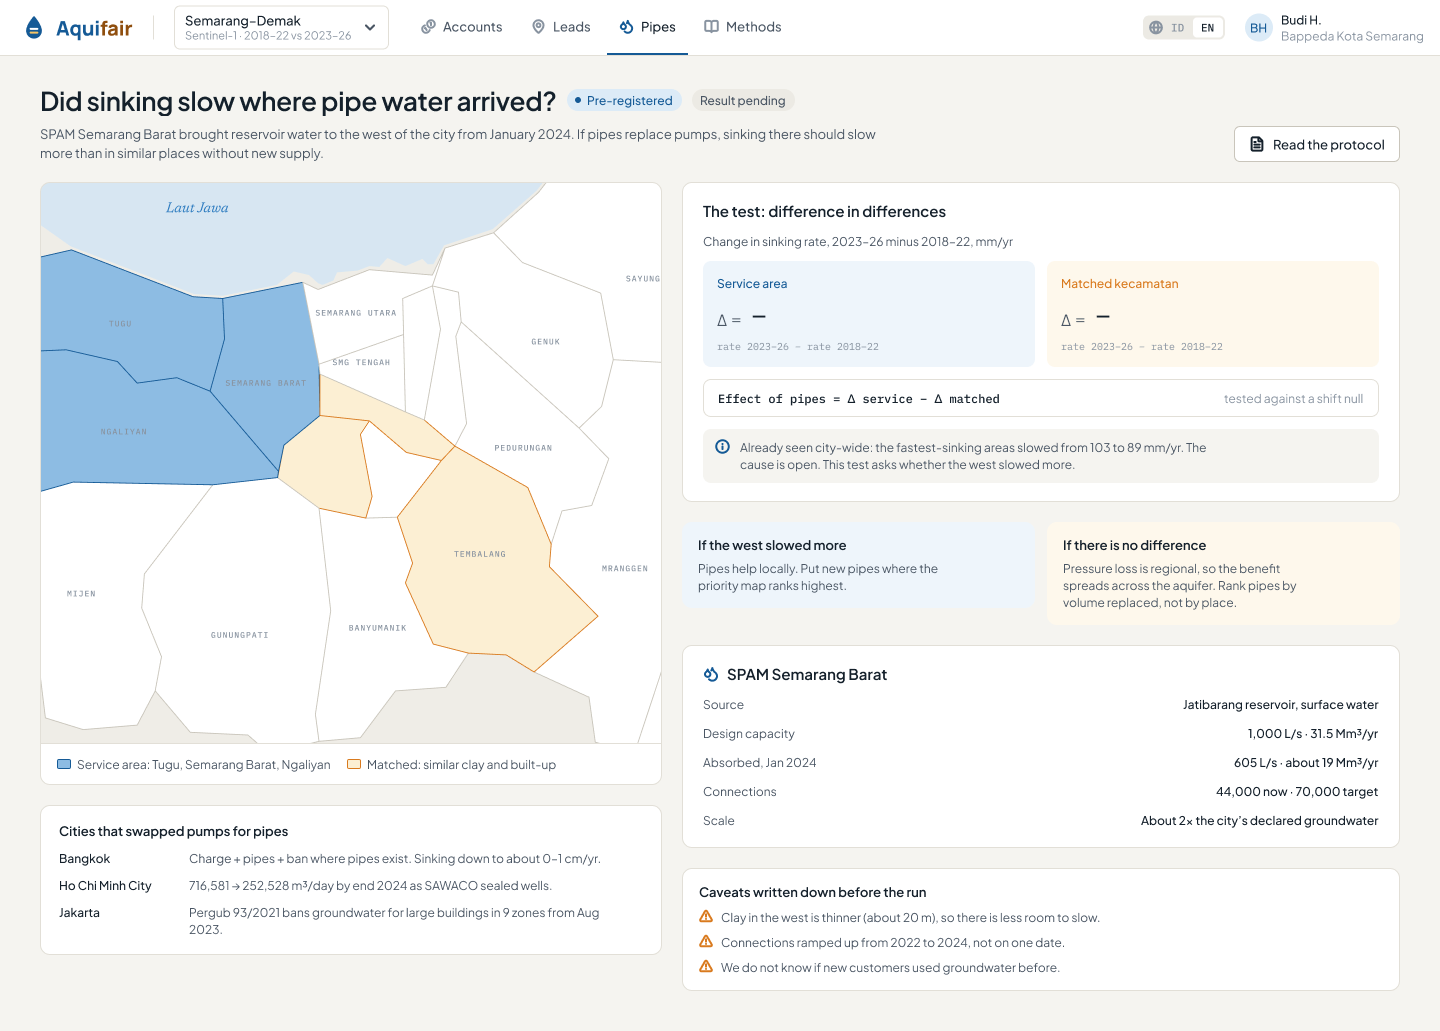 Aquifair
Semarang–Demak
Sentinel-1 · 2018–22 vs 2023–26
Accounts
Leads
Pipes
Methods
ID
EN
BH
Budi H.
Bappeda Kota Semarang
Did sinking slow where pipe water arrived?
Pre-registered
Result pending
SPAM Semarang Barat brought reservoir water to the west of the city from January 2024. If pipes replace pumps, sinking there should slow
more than in similar places without new supply.
Read the protocol
Laut Jawa
SAYUNG
SEMARANG UTARA
TUGU
GENUK
SMG TENGAH
SEMARANG BARAT
NGALIYAN
PEDURUNGAN
TEMBALANG
MRANGGEN
MIJEN
BANYUMANIK
GUNUNGPATI
Service area: Tugu, Semarang Barat, Ngaliyan
Matched: similar clay and built-up
Cities that swapped pumps for pipes
Bangkok
Charge + pipes + ban where pipes exist. Sinking down to about 0–1 cm/yr.
Ho Chi Minh City
716,581 → 252,528 m³/day by end 2024 as SAWACO sealed wells.
Jakarta
Pergub 93/2021 bans groundwater for large buildings in 9 zones from Aug
2023.
The test: difference in differences
Change in sinking rate, 2023–26 minus 2018–22, mm/yr
Service area
Δ = –
rate 2023–26 − rate 2018–22
Matched kecamatan
Δ = –
rate 2023–26 − rate 2018–22
Effect of pipes = Δ service − Δ matched
tested against a shift null
Already seen city-wide: the fastest-sinking areas slowed from 103 to 89 mm/yr. The
cause is open. This test asks whether the west slowed more.
If the west slowed more
Pipes help locally. Put new pipes where the
priority map ranks highest.
If there is no difference
Pressure loss is regional, so the benefit
spreads across the aquifer. Rank pipes by
volume replaced, not by place.
SPAM Semarang Barat
Source
Jatibarang reservoir, surface water
Design capacity
1,000 L/s · 31.5 Mm³/yr
Absorbed, Jan 2024
605 L/s · about 19 Mm³/yr
Connections
44,000 now · 70,000 target
Scale
About 2× the city's declared groundwater
Caveats written down before the run
Clay in the west is thinner (about 20 m), so there is less room to slow.
Connections ramped up from 2022 to 2024, not on one date.
We do not know if new customers used groundwater before.